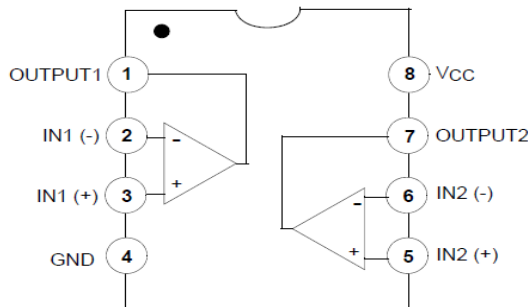 OUTPUT1 1
8 VCC
IN1 (-) 2 -
7 OUTPUT2
IN1 (+) 3 +
- 6 IN2 (-)
GND 4
+ 5 IN2 (+)